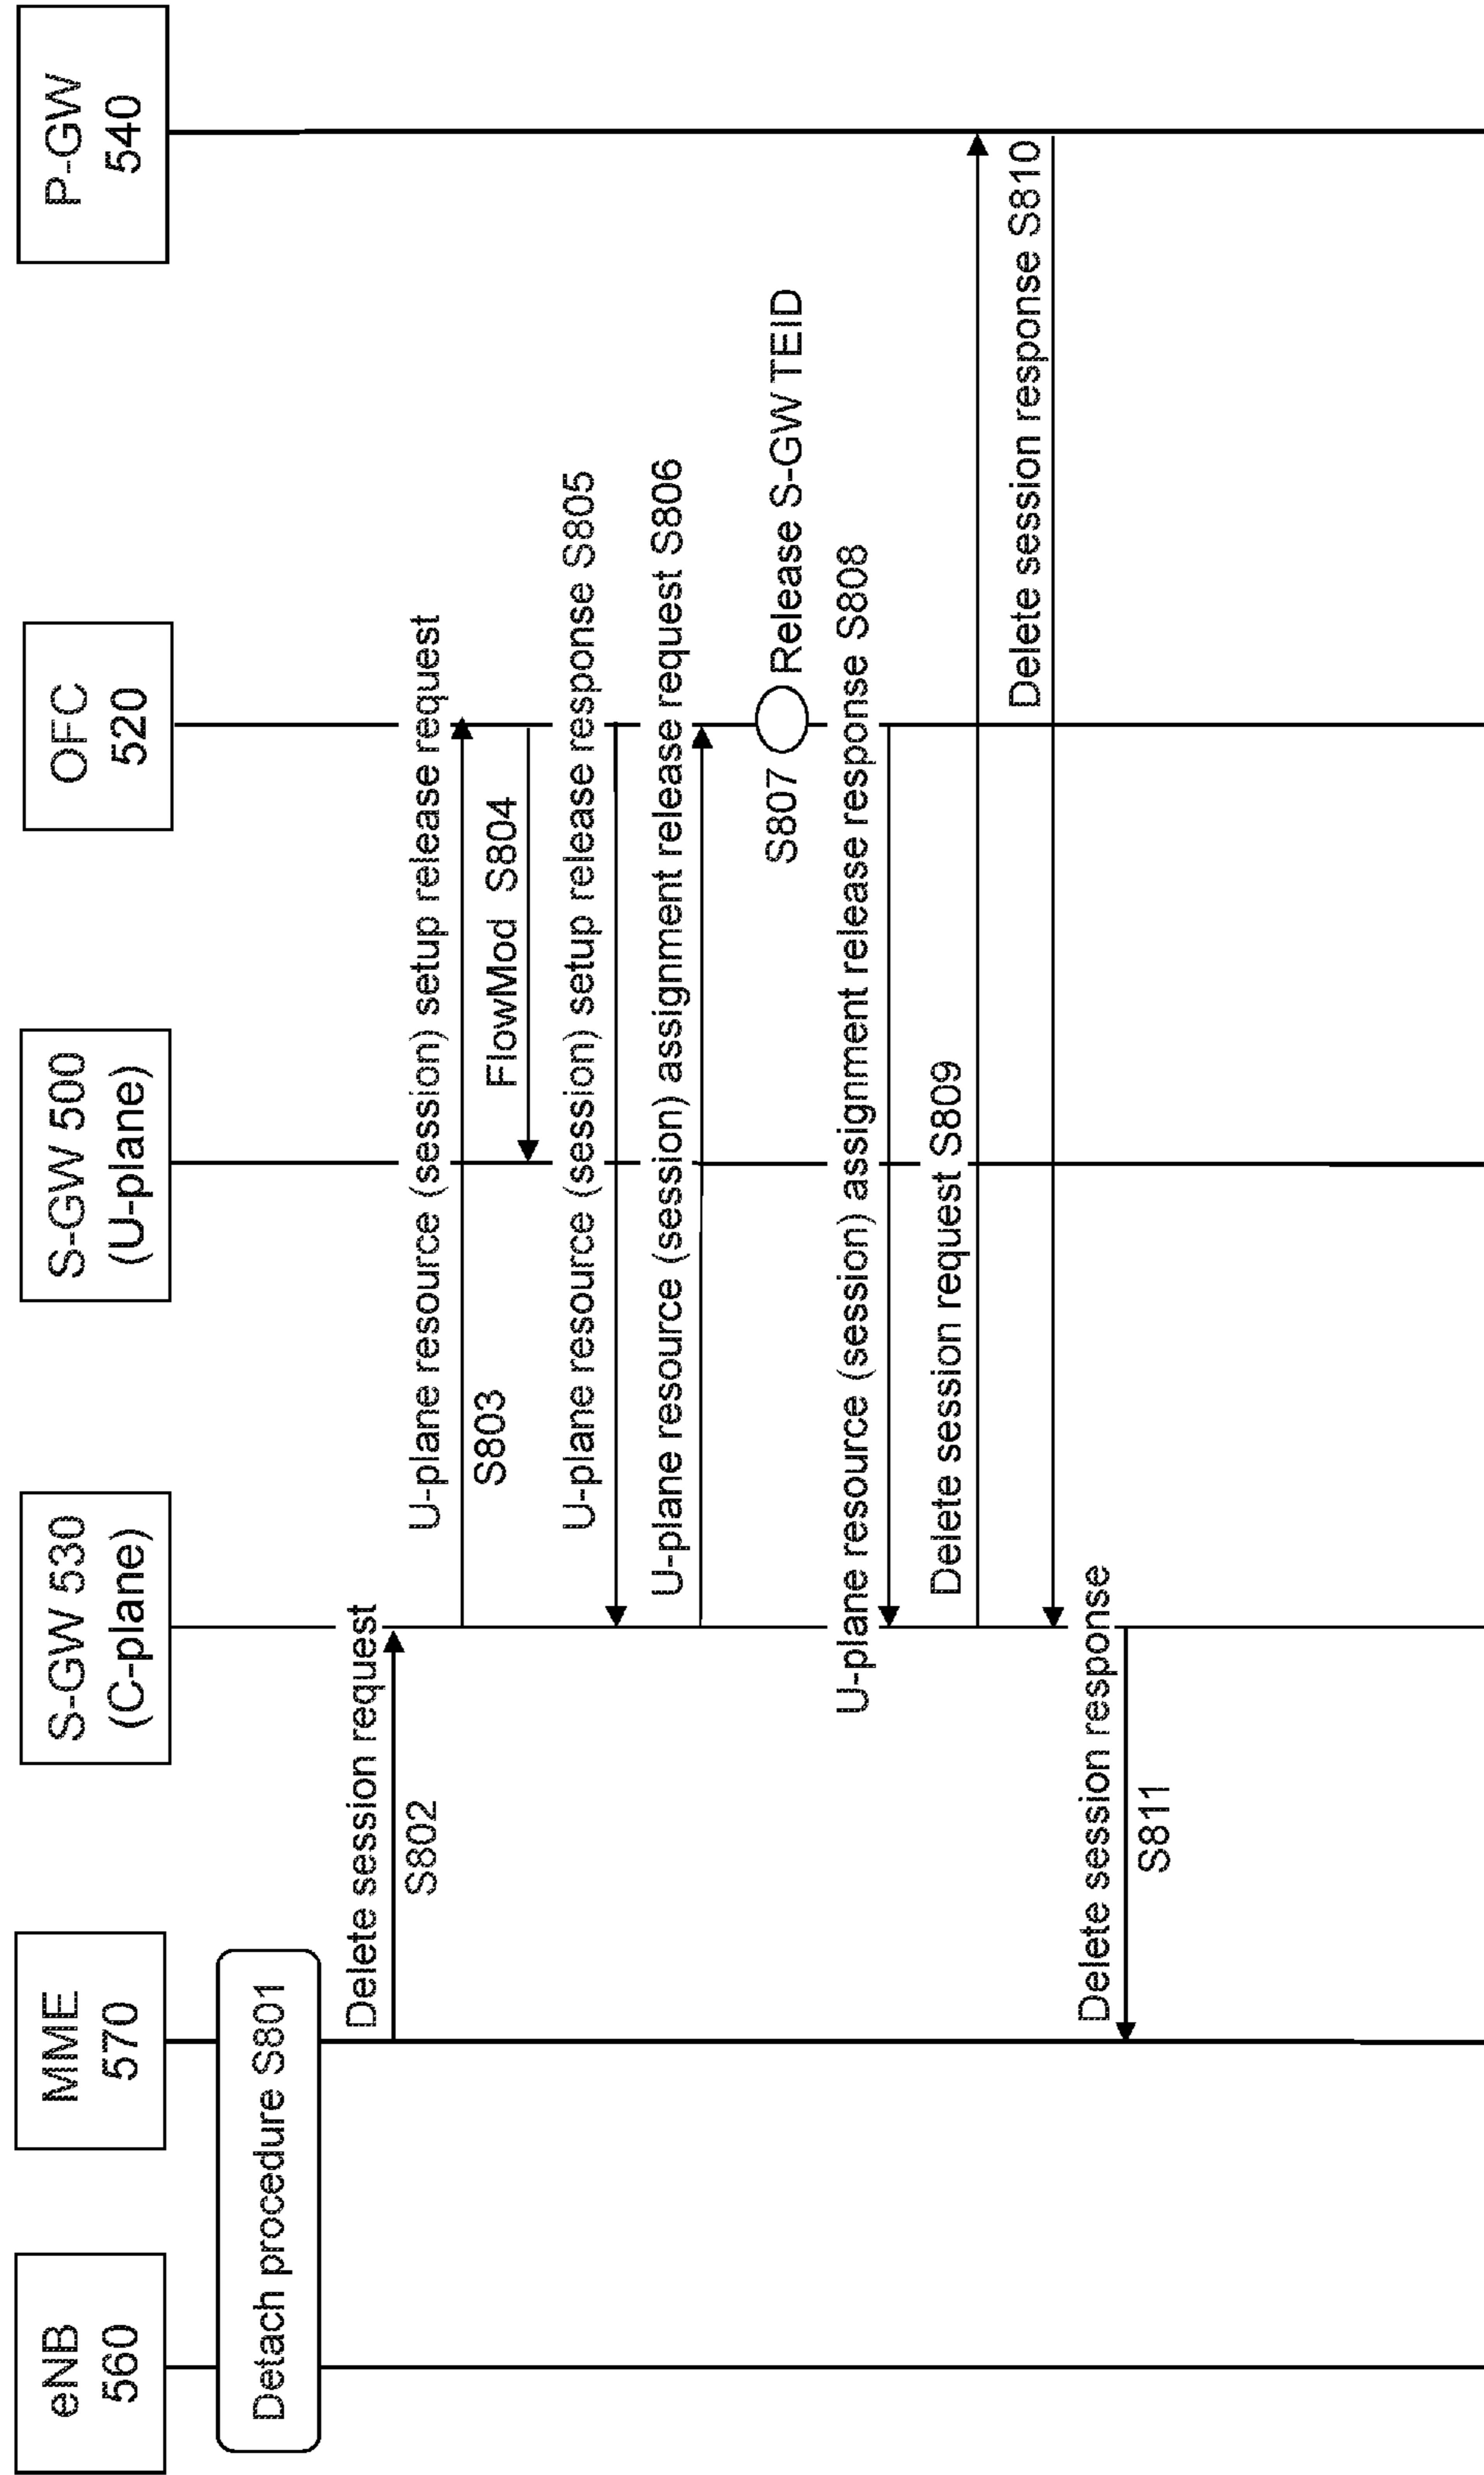 eNB
560
MME
570
S-GW 530
(C-plane)
S-GW 500
(U-plane)
OFC
520
P-GW
540
Detach procedure S801
Delete session request
S802
U-plane resource (session) setup release request
S803
FlowMod S804
U-plane resource (session) setup release response S805
U-plane resource (session) assignment release request S806
S807
Release S-GW TEID
U-plane resource (session) assignment release response S808
Delete session request S809
Delete session response S810
Delete session response
S811